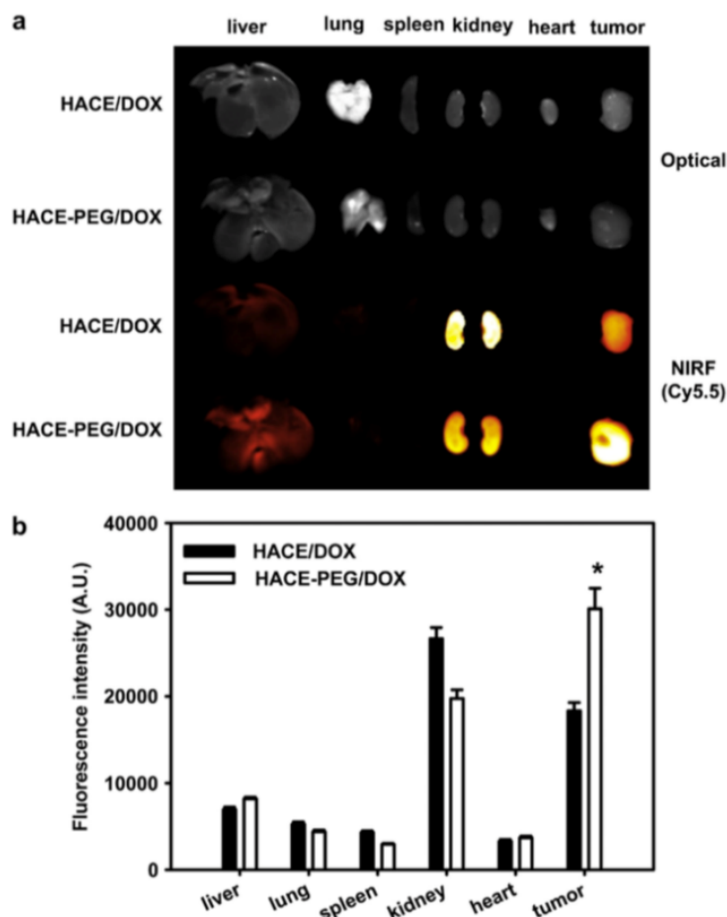 a
liver lung spleen kidney heart tumor
HACE/DOX
Optical
HACE-PEG/DOX
HACE/DOX
NIRF
(Cy5.5)
HACE-PEG/DOX
b
40000
HACE/DOX
HACE-PEG/DOX
*
30000
20000
10000
0
Fluorescence intensity (A.U.)
liver lung spleen kidney heart tumor